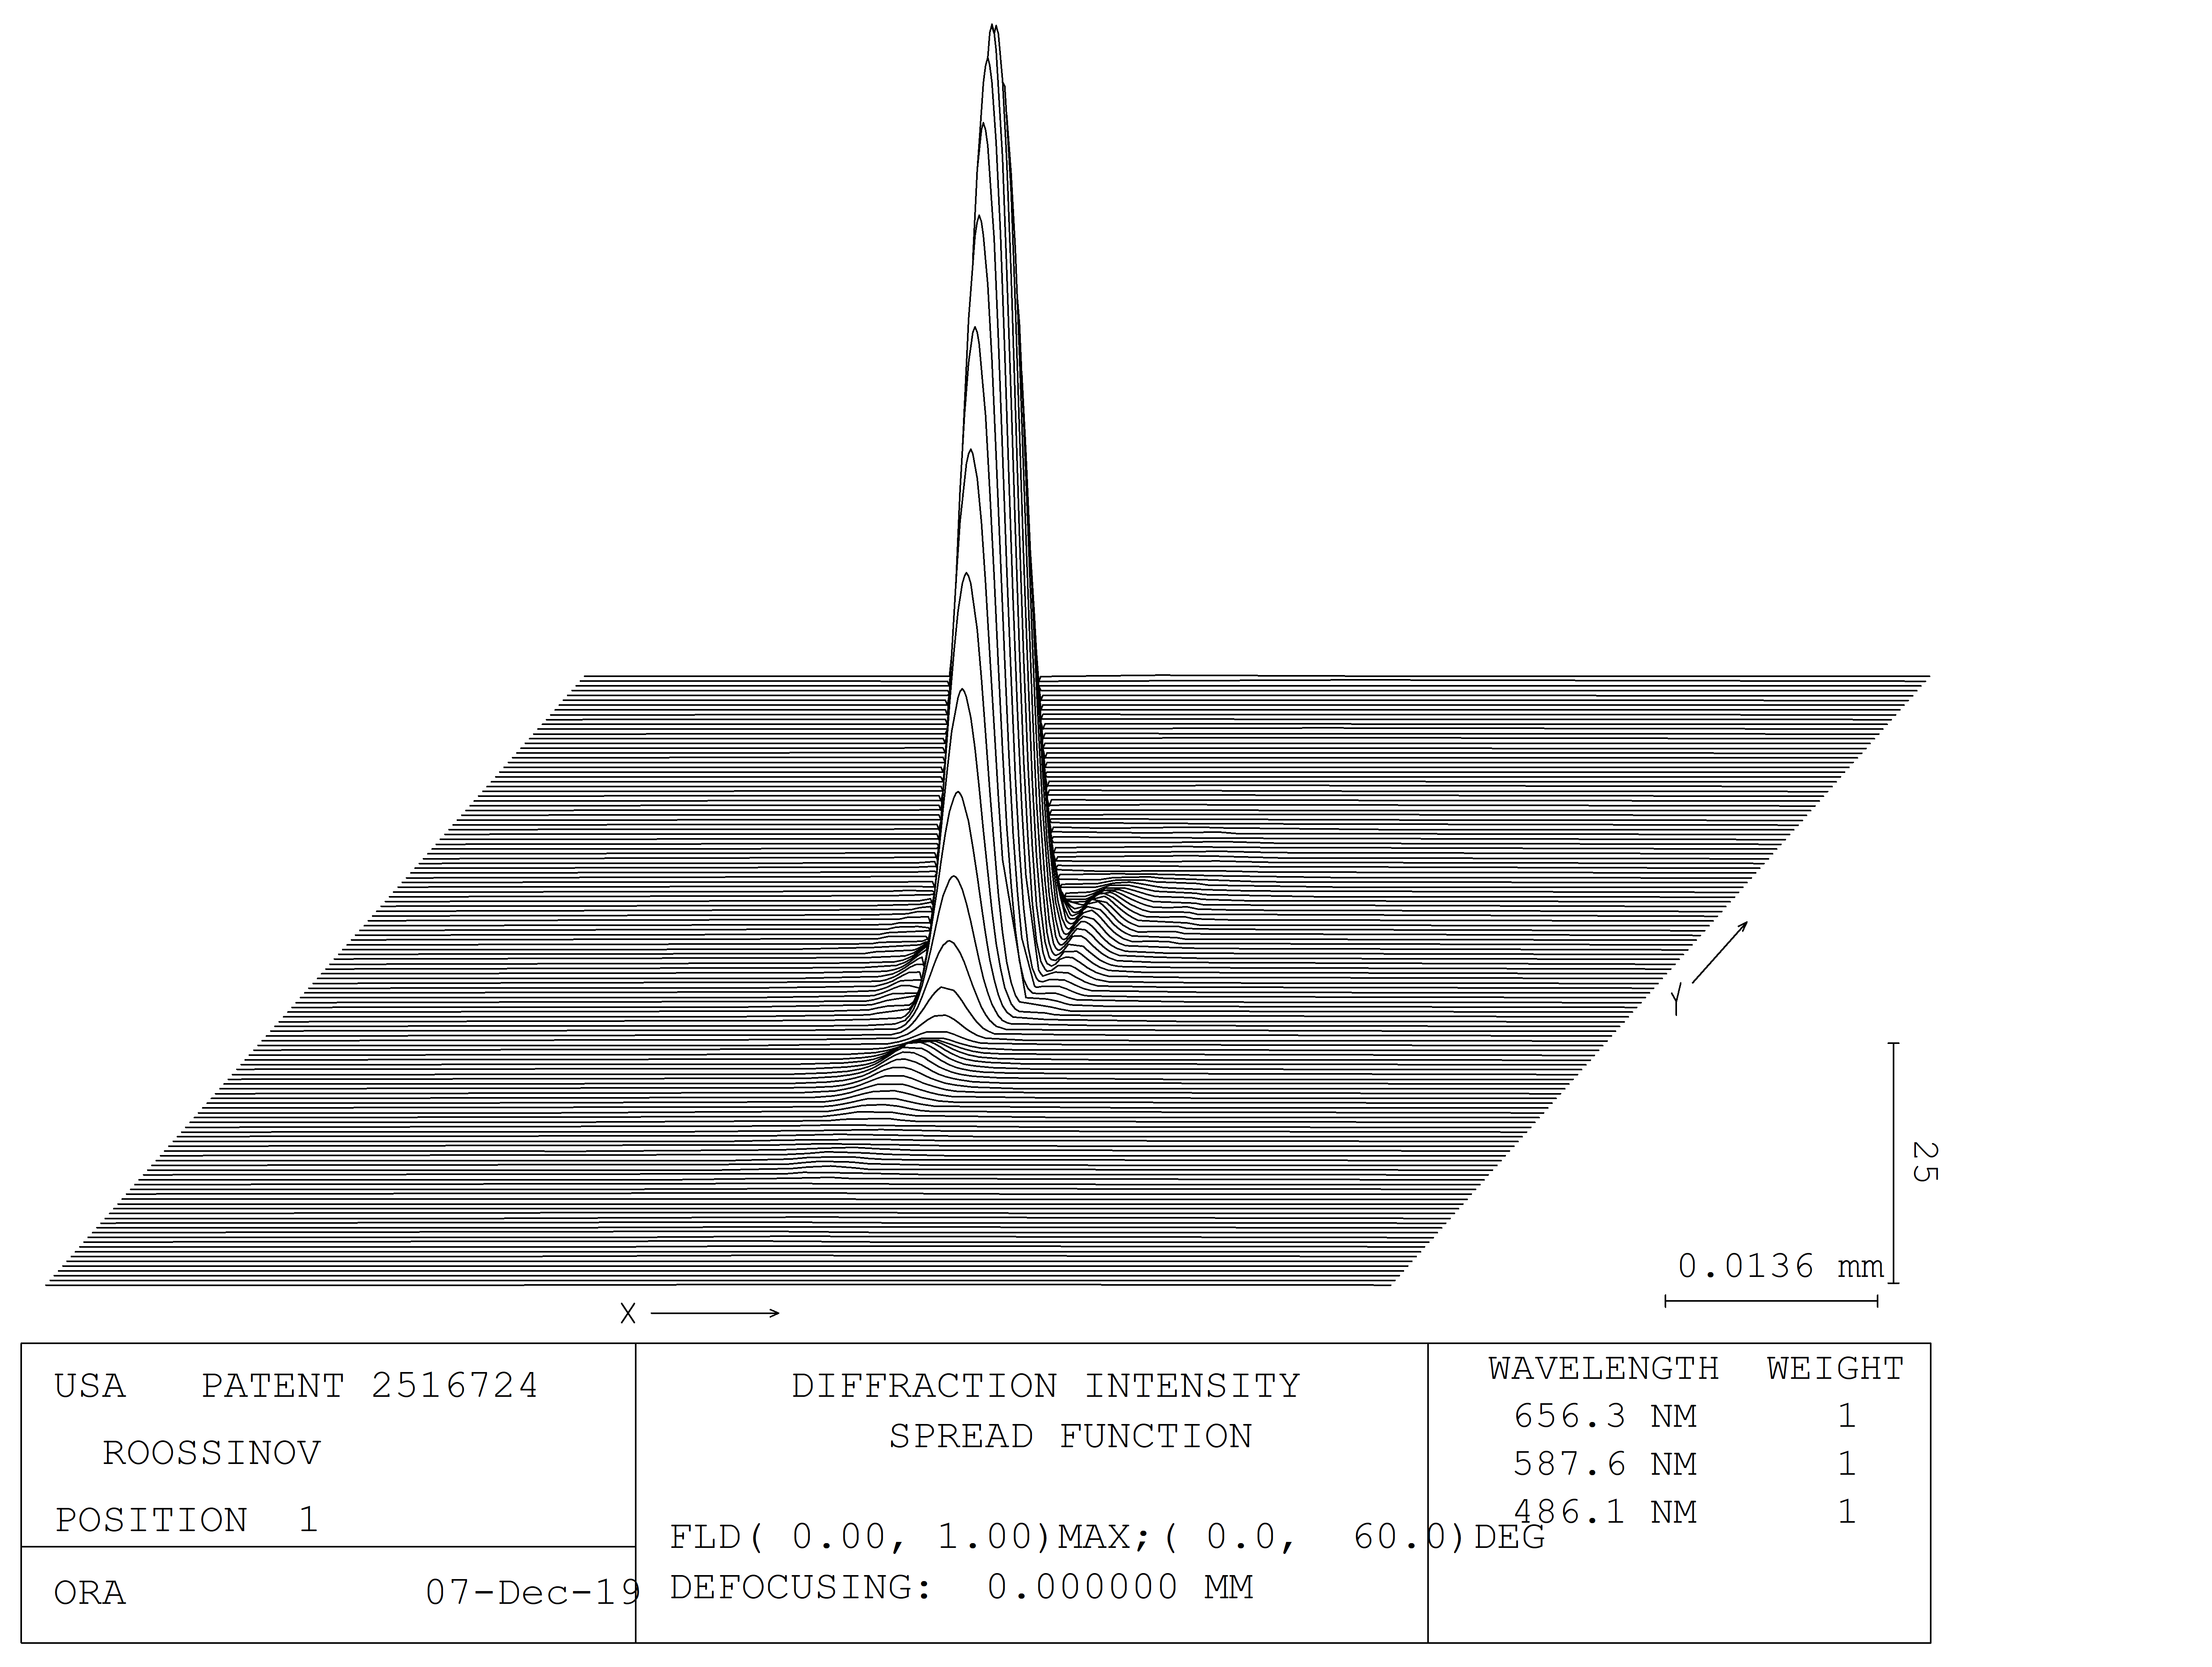 Y
25
0.0136 mm
X
USA   PATENT 2516724
ROOSSINOV
POSITION  1
ORA   07-Dec-19
DIFFRACTION INTENSITY
SPREAD FUNCTION
FLD( 0.00, 1.00)MAX;( 0.0,  60.0)DEG
DEFOCUSING:  0.000000 MM
WAVELENGTH  WEIGHT
656.3 NM  1
587.6 NM  1
486.1 NM  1